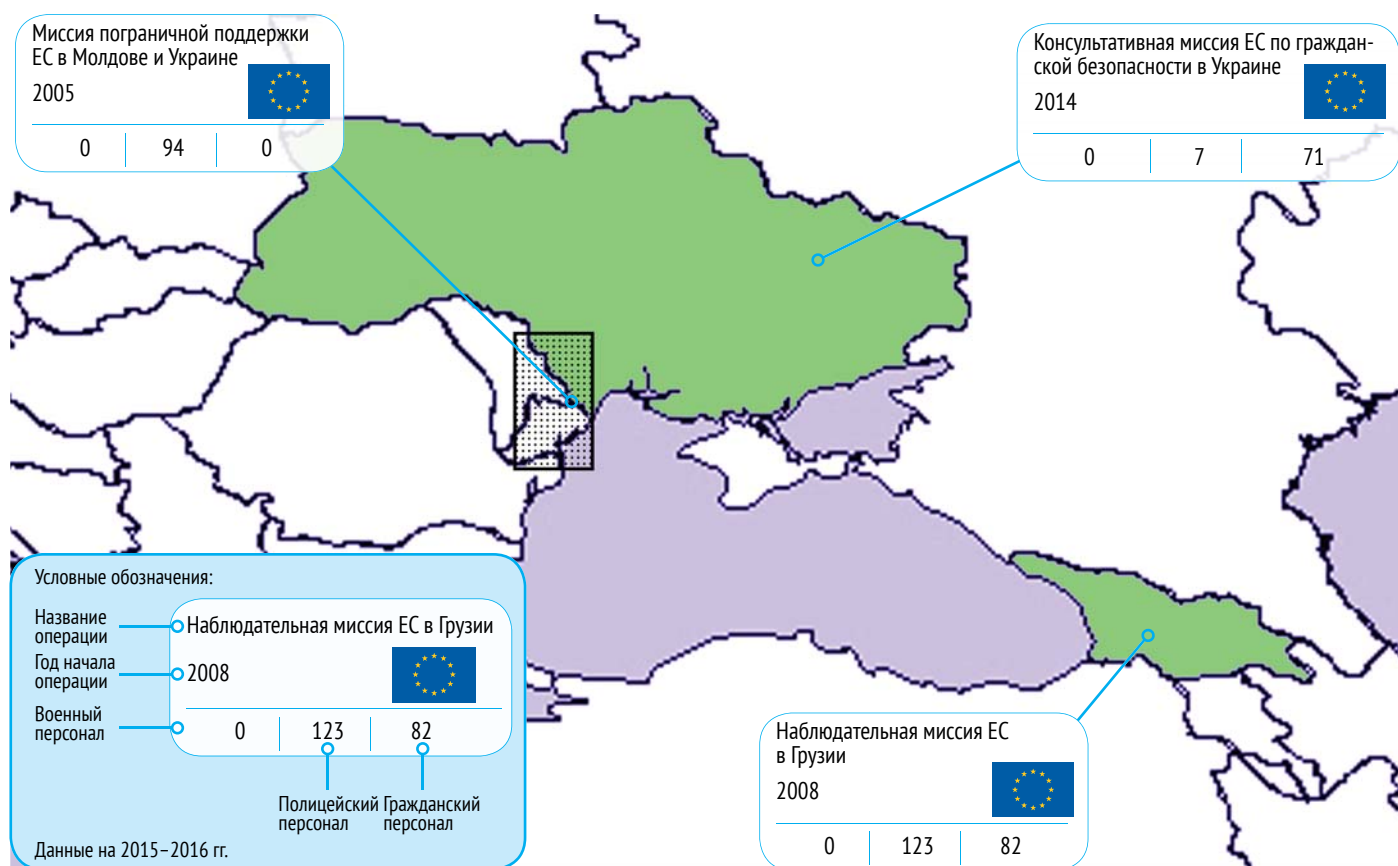 Миссия пограничной поддержки
ЕС в Молдове и Украине
2005
0 94 0
Консультативная миссия ЕС по граждан-
ской безопасности в Украине
2014
0 7 71
Условные обозначения:
Название
операции
Наблюдательная миссия ЕС в Грузии
Год начала
операции
2008
Военный
персонал
0 123 82
Полицейский
персонал
Гражданский
персонал
Данные на 2015–2016 гг.
Наблюдательная миссия ЕС
в Грузии
2008
0 123 82